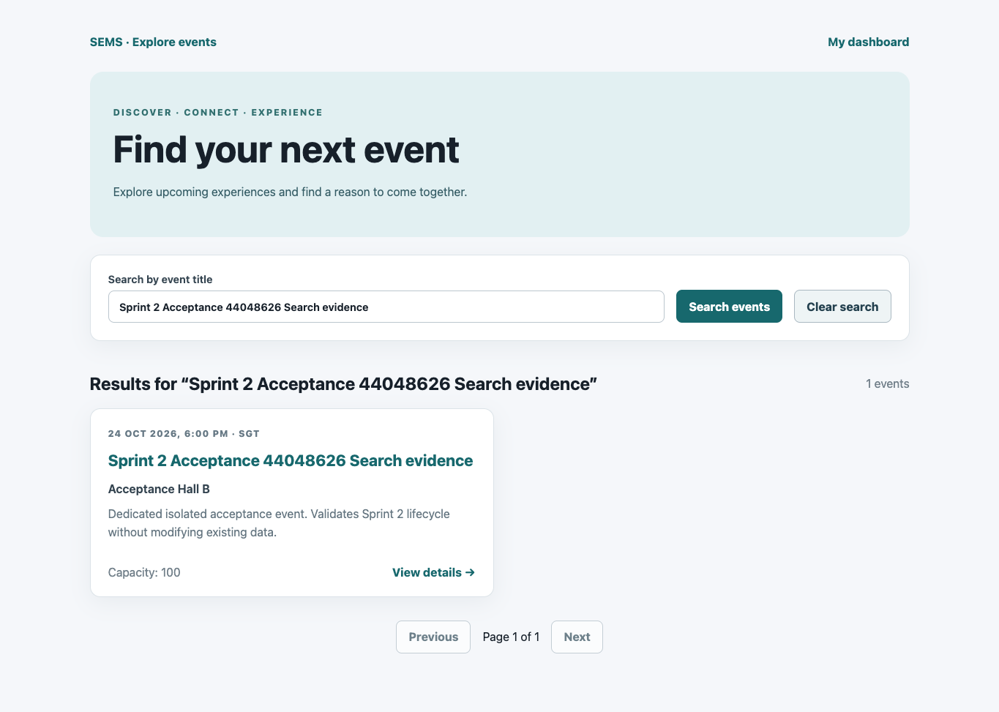 SEMS · Explore events
My dashboard
DISCOVER · CONNECT · EXPERIENCE
Find your next event
Explore upcoming experiences and find a reason to come together.
Search by event title
Sprint 2 Acceptance 44048626 Search evidence
Search events
Clear search
Results for “Sprint 2 Acceptance 44048626 Search evidence”
1 events
24 OCT 2026, 6:00 PM · SGT
Sprint 2 Acceptance 44048626 Search evidence
Acceptance Hall B
Dedicated isolated acceptance event. Validates Sprint 2 lifecycle
without modifying existing data.
Capacity: 100
View details →
Previous
Page 1 of 1
Next